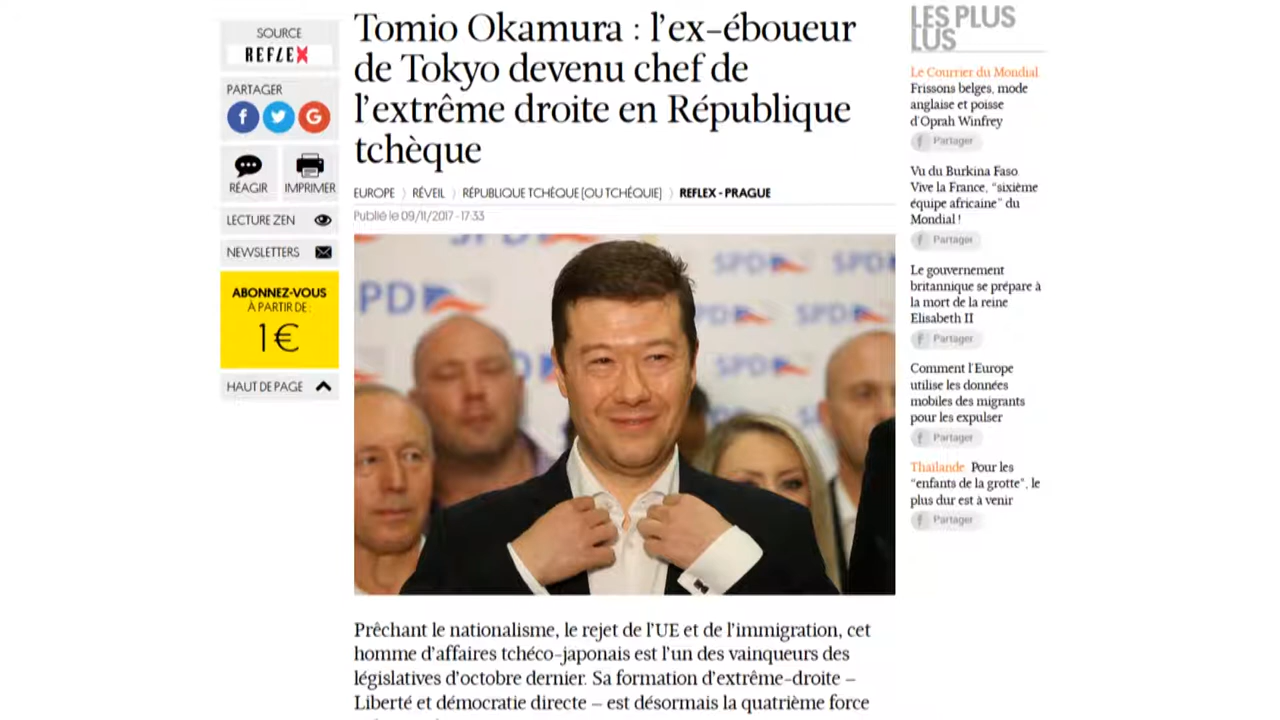 SOURCE
REFLEX
PARTAGER
RÉAGIR
IMPRIMER
LECTURE ZEN
NEWSLETTERS
ABONNEZ-VOUS
À PARTIR DE :
1€
HAUT DE PAGE
Tomio Okamura : l'ex-éboueur
de Tokyo devenu chef de
l'extrême droite en République
tchèque
EUROPE ⟩ RÉVEIL ⟩ RÉPUBLIQUE TCHÈQUE [OU TCHÉQUIE] ⟩ REFLEX - PRAGUE
Publié le 09/11/2017 - 17:33
SPD
SPD
SPD
PD
PD
SPD
SPD
Prêchant le nationalisme, le rejet de l'UE et de l'immigration, cet
homme d'affaires tchéco-japonais est l'un des vainqueurs des
législatives d'octobre dernier. Sa formation d'extrême-droite –
Liberté et démocratie directe – est désormais la quatrième force
LES PLUS
LUS
Le Courrier du Mondial
Frissons belges, mode
anglaise et poisse
d'Oprah Winfrey
Partager
Vu du Burkina Faso.
Vive la France, "sixième
équipe africaine" du
Mondial !
Partager
Le gouvernement
britannique se prépare à
la mort de la reine
Elisabeth II
Partager
Comment l'Europe
utilise les données
mobiles des migrants
pour les expulser
Partager
Thaïlande Pour les
"enfants de la grotte", le
plus dur est à venir
Partager